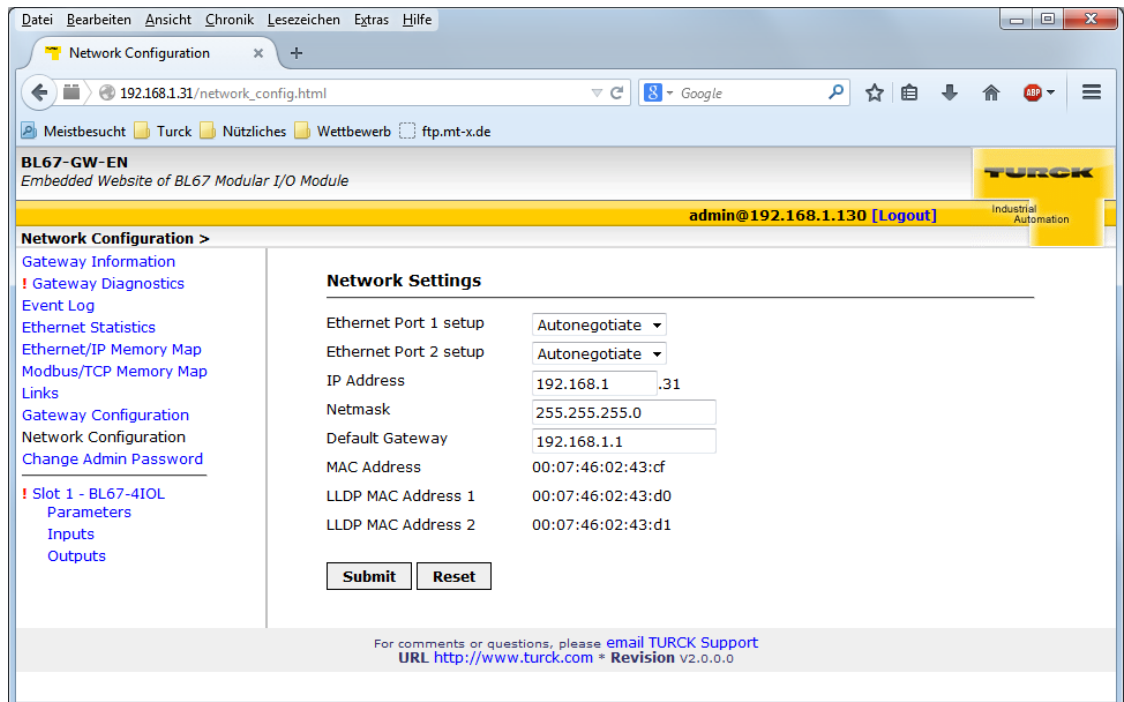 Datei Bearbeiten Ansicht Chronik Lesezeichen Extras Hilfe
Network Configuration × +
192.168.1.31/network_config.html 8 Google ABP
Meistbesucht Turck Nützliches Wettbewerb ftp.mt-x.de
BL67-GW-EN
Embedded Website of BL67 Modular I/O Module
TURCK
Industrial
Automation
admin@192.168.1.130 [Logout]
Network Configuration >
Gateway Information
! Gateway Diagnostics
Event Log
Ethernet Statistics
Ethernet/IP Memory Map
Modbus/TCP Memory Map
Links
Gateway Configuration
Network Configuration
Change Admin Password
! Slot 1 - BL67-4IOL
Parameters
Inputs
Outputs
Network Settings
Ethernet Port 1 setup Autonegotiate
Ethernet Port 2 setup Autonegotiate
IP Address 192.168.1 .31
Netmask 255.255.255.0
Default Gateway 192.168.1.1
MAC Address 00:07:46:02:43:cf
LLDP MAC Address 1 00:07:46:02:43:d0
LLDP MAC Address 2 00:07:46:02:43:d1
Submit Reset
For comments or questions, please email TURCK Support
URL http://www.turck.com * Revision V2.0.0.0